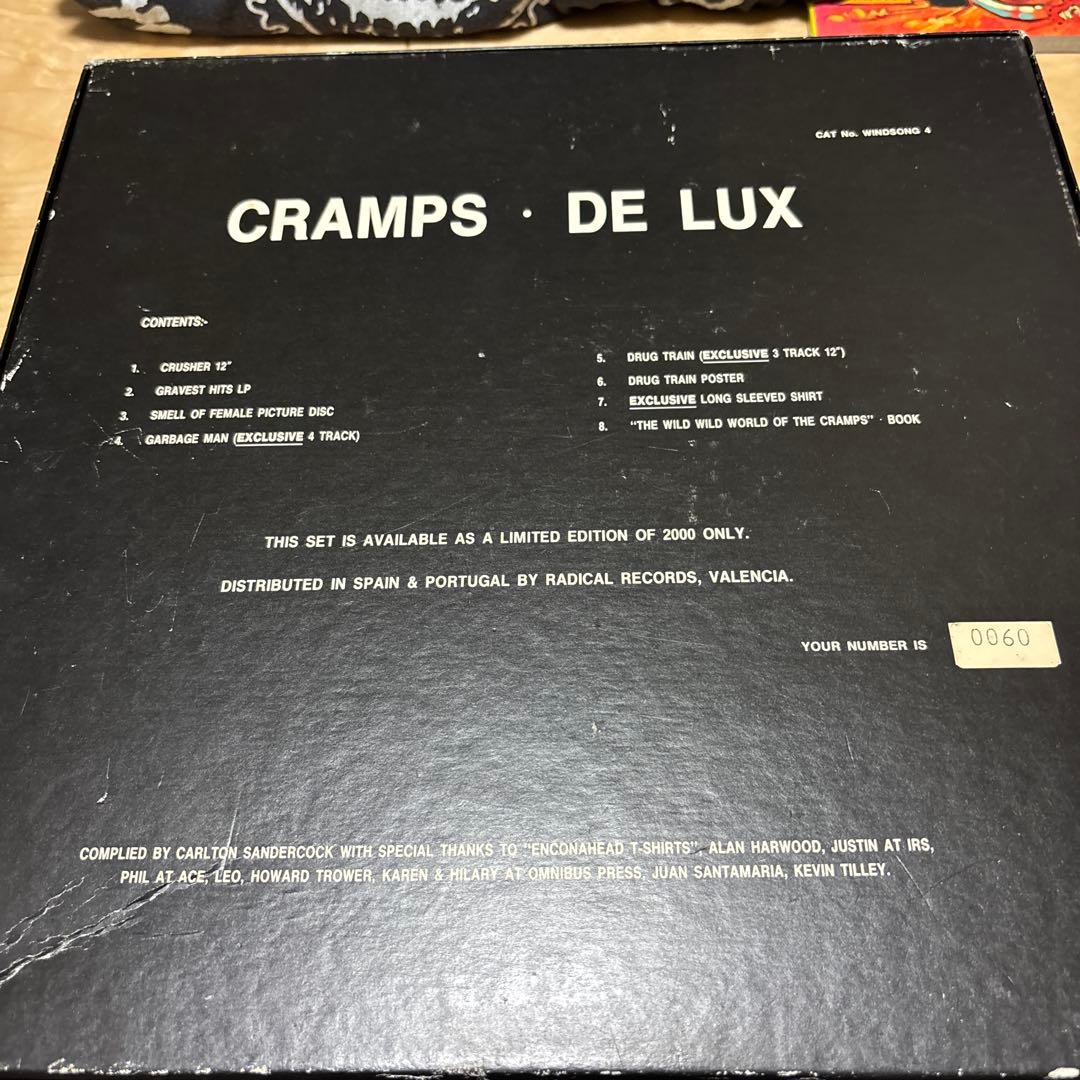 CAT No. WINDSONG 4
CRAMPS · DE LUX
CONTENTS:-
1. CRUSHER 12"
2. GRAVEST HITS LP
3. SMELL OF FEMALE PICTURE DISC
4. GARBAGE MAN (EXCLUSIVE 4 TRACK)
5. DRUG TRAIN (EXCLUSIVE 3 TRACK 12")
6. DRUG TRAIN POSTER
7. EXCLUSIVE LONG SLEEVED SHIRT
8. "THE WILD WILD WORLD OF THE CRAMPS" · BOOK
THIS SET IS AVAILABLE AS A LIMITED EDITION OF 2000 ONLY.
DISTRIBUTED IN SPAIN & PORTUGAL BY RADICAL RECORDS, VALENCIA.
YOUR NUMBER IS 0060
COMPLIED BY CARLTON SANDERCOCK WITH SPECIAL THANKS TO "ENCONAHEAD T-SHIRTS", ALAN HARWOOD, JUSTIN AT IRS,
PHIL AT ACE, LEO, HOWARD TROWER, KAREN & HILARY AT OMNIBUS PRESS, JUAN SANTAMARIA, KEVIN TILLEY.